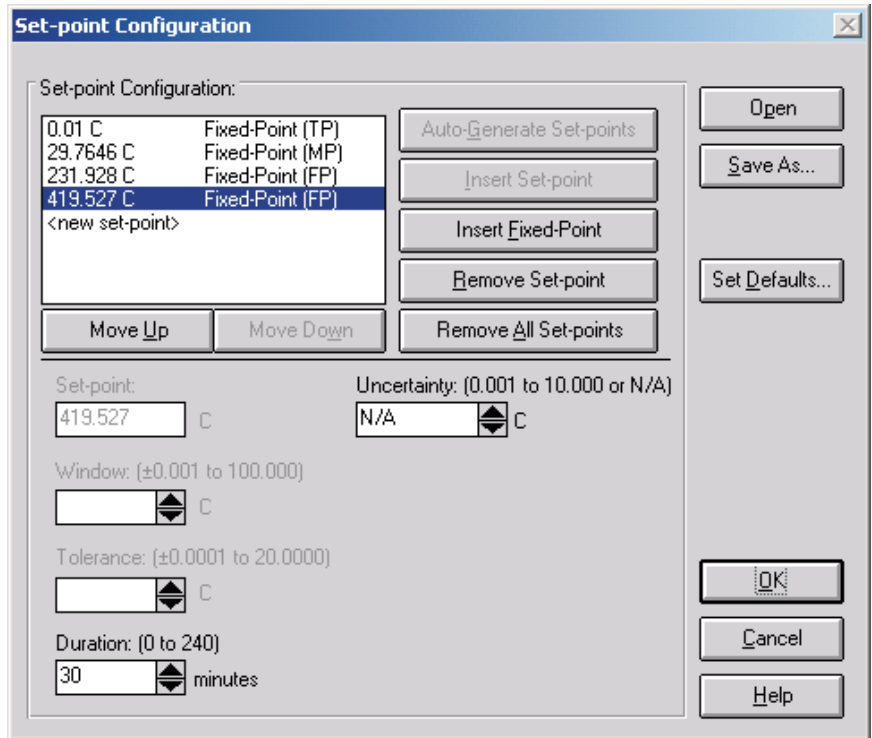 Set-point Configuration
Set-point Configuration:
0.01 C Fixed-Point (TP)
29.7646 C Fixed-Point (MP)
231.928 C Fixed-Point (FP)
419.527 C Fixed-Point (FP)
<new set-point>
Move Up
Move Down
Auto-Generate Set-points
Insert Set-point
Insert Fixed-Point
Remove Set-point
Remove All Set-points
Set-point:
419.527 C
Uncertainty: (0.001 to 10.000 or N/A)
N/A C
Window: (±0.001 to 100.000)
C
Tolerance: (±0.0001 to 20.0000)
C
Duration: (0 to 240)
30 minutes
Open
Save As...
Set Defaults...
OK
Cancel
Help